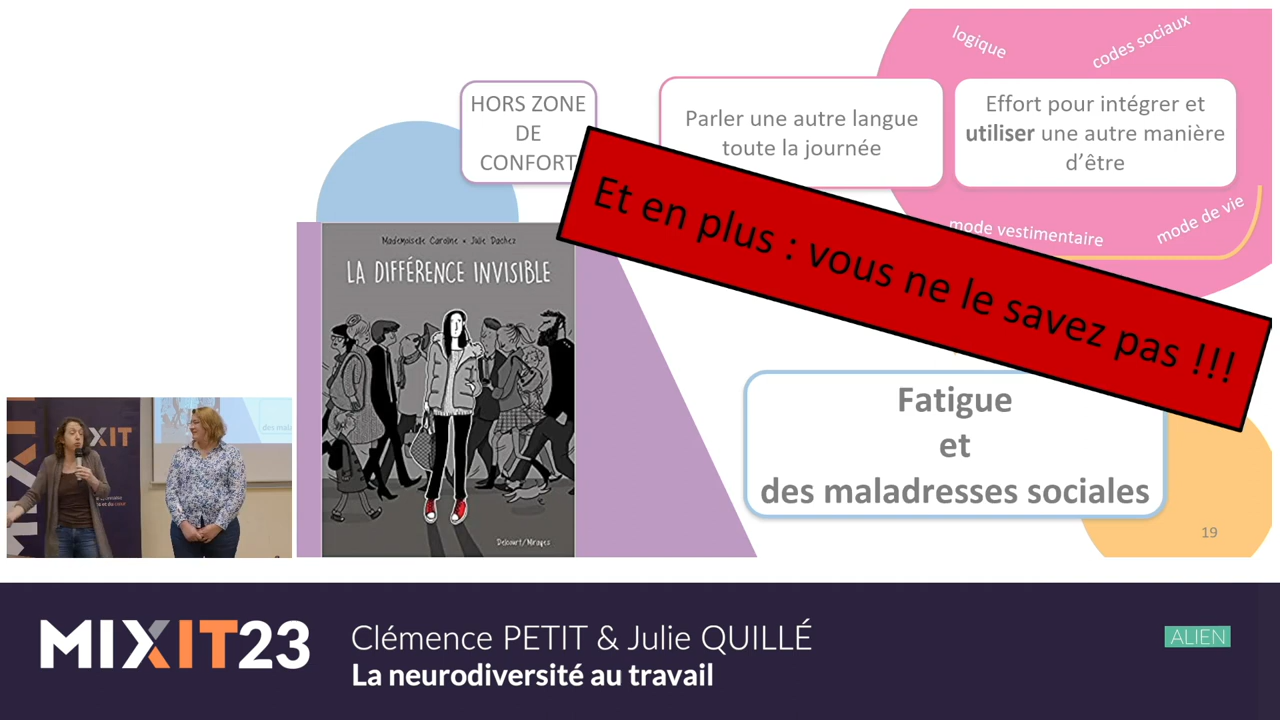 logique
codes sociaux
HORS ZONE
DE
CONFORT
Parler une autre langue
toute la journée
Effort pour intégrer et
utiliser une autre manière
d'être
Et en plus : vous ne le savez pas !!!
mode vestimentaire
mode de vie
Mademoiselle Caroline • Julie Dachez
LA DIFFÉRENCE INVISIBLE
Delcourt/Mirages
Fatigue
et
des maladresses sociales
19
MIXIT
XIT
des mala
MIXIT23
Clémence PETIT & Julie QUILLÉ
La neurodiversité au travail
ALIEN